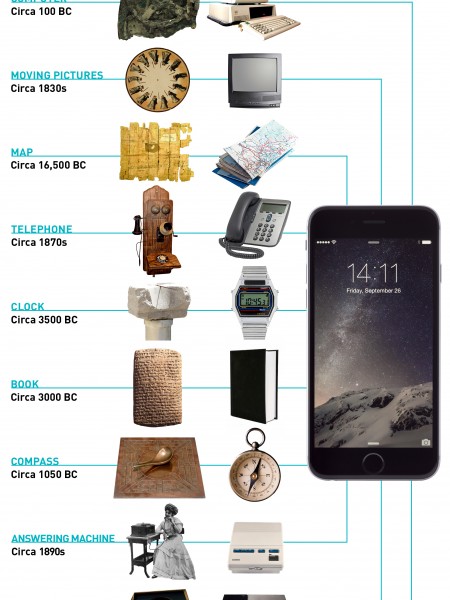 COMPUTER
Circa 100 BC
MOVING PICTURES
Circa 1830s
MAP
Circa 16,500 BC
TELEPHONE
Circa 1870s
CLOCK
Circa 3500 BC
BOOK
Circa 3000 BC
COMPASS
Circa 1050 BC
ANSWERING MACHINE
Circa 1890s
14:11
Friday, September 26